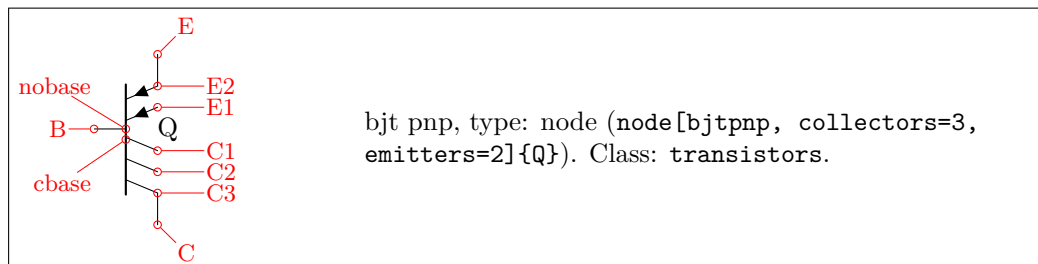 E
E2
nobase
E1
B
Q
C1
C2
cbase
C3
C
bjt pnp, type: node (node[bjtpnp, collectors=3,
emitters=2]{Q}). Class: transistors.